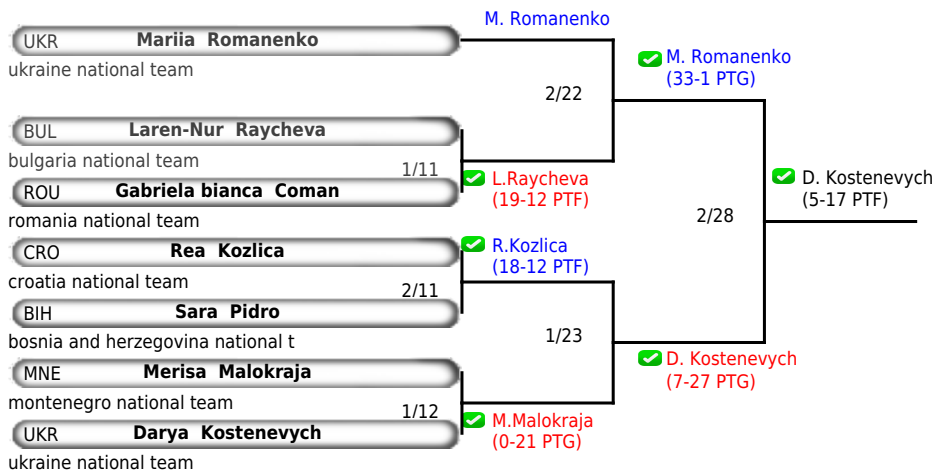 M. Romanenko
UKR Mariia Romanenko
ukraine national team
M. Romanenko
(33-1 PTG)
2/22
BUL Laren-Nur Raycheva
bulgaria national team
1/11
L.Raycheva
(19-12 PTF)
ROU Gabriela bianca Coman
romania national team
D. Kostenevych
(5-17 PTF)
2/28
CRO Rea Kozlica
croatia national team
R.Kozlica
(18-12 PTF)
2/11
BIH Sara Pidro
bosnia and herzegovina national t
1/23
MNE Merisa Malokraja
montenegro national team
D. Kostenevych
(7-27 PTG)
1/12
M.Malokraja
(0-21 PTG)
UKR Darya Kostenevych
ukraine national team